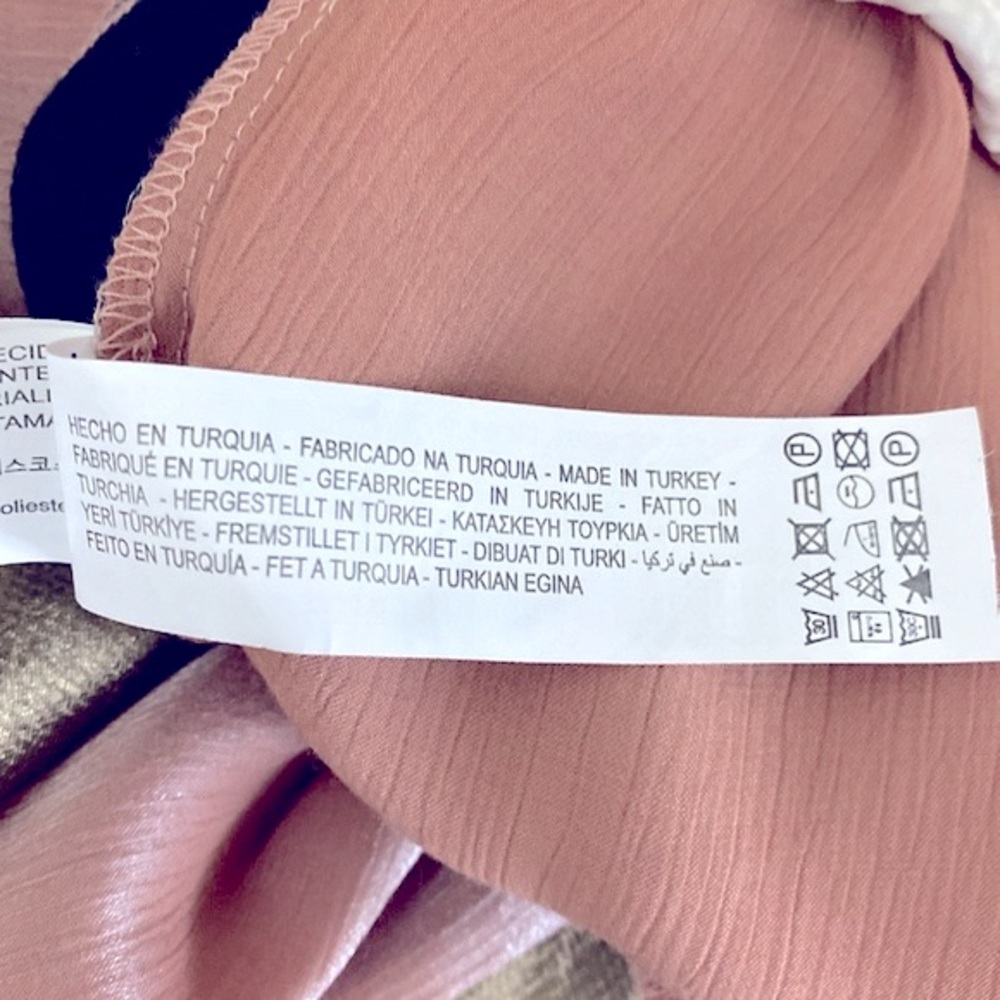 HECHO EN TURQUIA - FABRICADO NA TURQUIA - MADE IN TURKEY -
FABRIQUÉ EN TURQUIE - GEFABRICEERD IN TURKIJE - FATTO IN
TURCHIA - HERGESTELLT IN TÜRKEI - ΚΑΤΑΣΚΕΥΗ ΤΟΥΡΚΙΑ - ÜRETİM
YERİ TÜRKİYE - FREMSTILLET I TYRKIET - DIBUAT DI TURKI - صنع في تركيا -
FEITO EN TURQUÍA - FET A TURQUIA - TURKIAN EGINA
P P
30